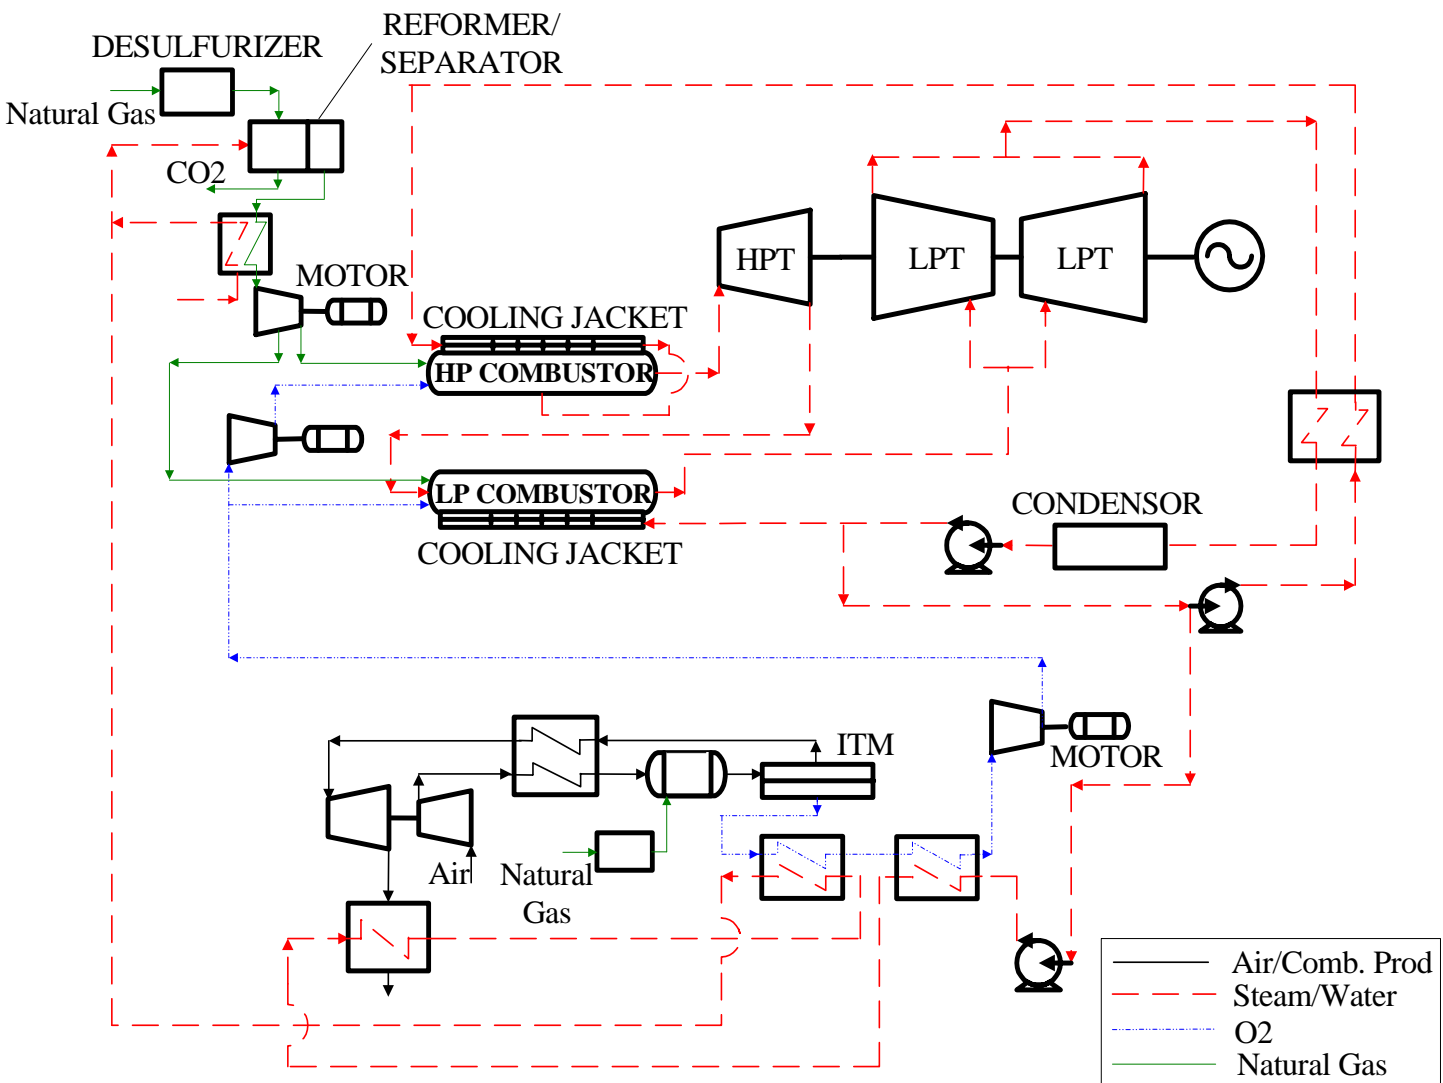 REFORMER/
SEPARATOR
DESULFURIZER
Natural Gas
CO2
MOTOR
COOLING JACKET
HP COMBUSTOR
HPT
LPT
LPT
LP COMBUSTOR
COOLING JACKET
CONDENSOR
ITM
MOTOR
Air
Natural
Gas
Air/Comb. Prod
Steam/Water
O2
Natural Gas